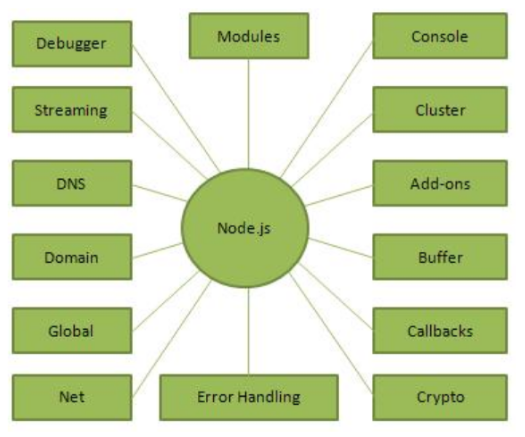 Debugger
Modules
Console
Streaming
Cluster
DNS
Add-ons
Node.js
Domain
Buffer
Global
Callbacks
Net
Error Handling
Crypto